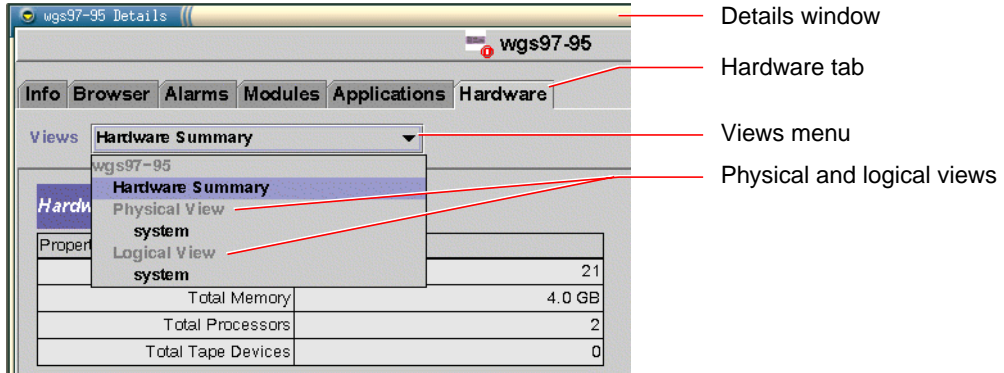 wgs97-95 Details
Details window
wgs97-95
Hardware tab
Info Browser Alarms Modules Applications Hardware
Views Hardware Summary
Views menu
wgs97-95
Hardware Summary
Physical and logical views
Physical View
system
Logical View
system
21
Total Memory 4.0 GB
Total Processors 2
Total Tape Devices 0